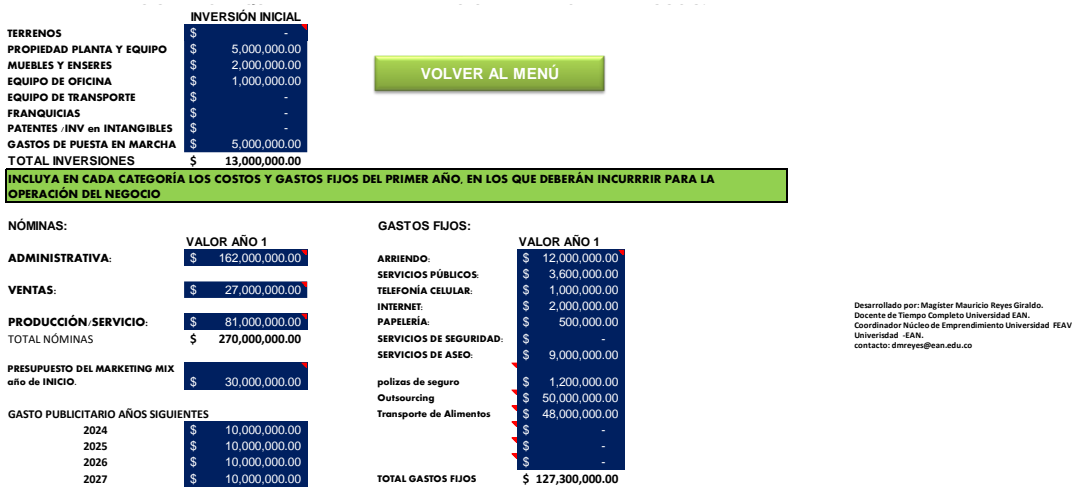 INVERSIÓN INICIAL
TERRENOS $ -
PROPIEDAD PLANTA Y EQUIPO $ 5,000,000.00
MUEBLES Y ENSERES $ 2,000,000.00
EQUIPO DE OFICINA $ 1,000,000.00
EQUIPO DE TRANSPORTE $ -
FRANQUICIAS $ -
PATENTES /INV en INTANGIBLES $ -
GASTOS DE PUESTA EN MARCHA $ 5,000,000.00
TOTAL INVERSIONES $ 13,000,000.00
VOLVER AL MENÚ
INCLUYA EN CADA CATEGORÍA LOS COSTOS Y GASTOS FIJOS DEL PRIMER AÑO, EN LOS QUE DEBERÁN INCURRRIR PARA LA
OPERACIÓN DEL NEGOCIO
NÓMINAS:
VALOR AÑO 1
ADMINISTRATIVA: $ 162,000,000.00
VENTAS: $ 27,000,000.00
PRODUCCIÓN/SERVICIO: $ 81,000,000.00
TOTAL NÓMINAS $ 270,000,000.00
PRESUPUESTO DEL MARKETING MIX
año de INICIO. $ 30,000,000.00
GASTO PUBLICITARIO AÑOS SIGUIENTES
2024 $ 10,000,000.00
2025 $ 10,000,000.00
2026 $ 10,000,000.00
2027 $ 10,000,000.00
GASTOS FIJOS:
VALOR AÑO 1
ARRIENDO: $ 12,000,000.00
SERVICIOS PÚBLICOS: $ 3,600,000.00
TELEFONÍA CELULAR: $ 1,000,000.00
INTERNET: $ 2,000,000.00
PAPELERÍA: $ 500,000.00
SERVICIOS DE SEGURIDAD: $ -
SERVICIOS DE ASEO: $ 9,000,000.00
polizas de seguro $ 1,200,000.00
Outsourcing $ 50,000,000.00
Transporte de Alimentos $ 48,000,000.00
$ -
$ -
$ -
TOTAL GASTOS FIJOS $ 127,300,000.00
Desarrollado por: Magíster Mauricio Reyes Giraldo.
Docente de Tiempo Completo Universidad EAN.
Coordinador Núcleo de Emprendimiento Universidad FEAV
Univerisdad -EAN.
contacto: dmreyes@ean.edu.co